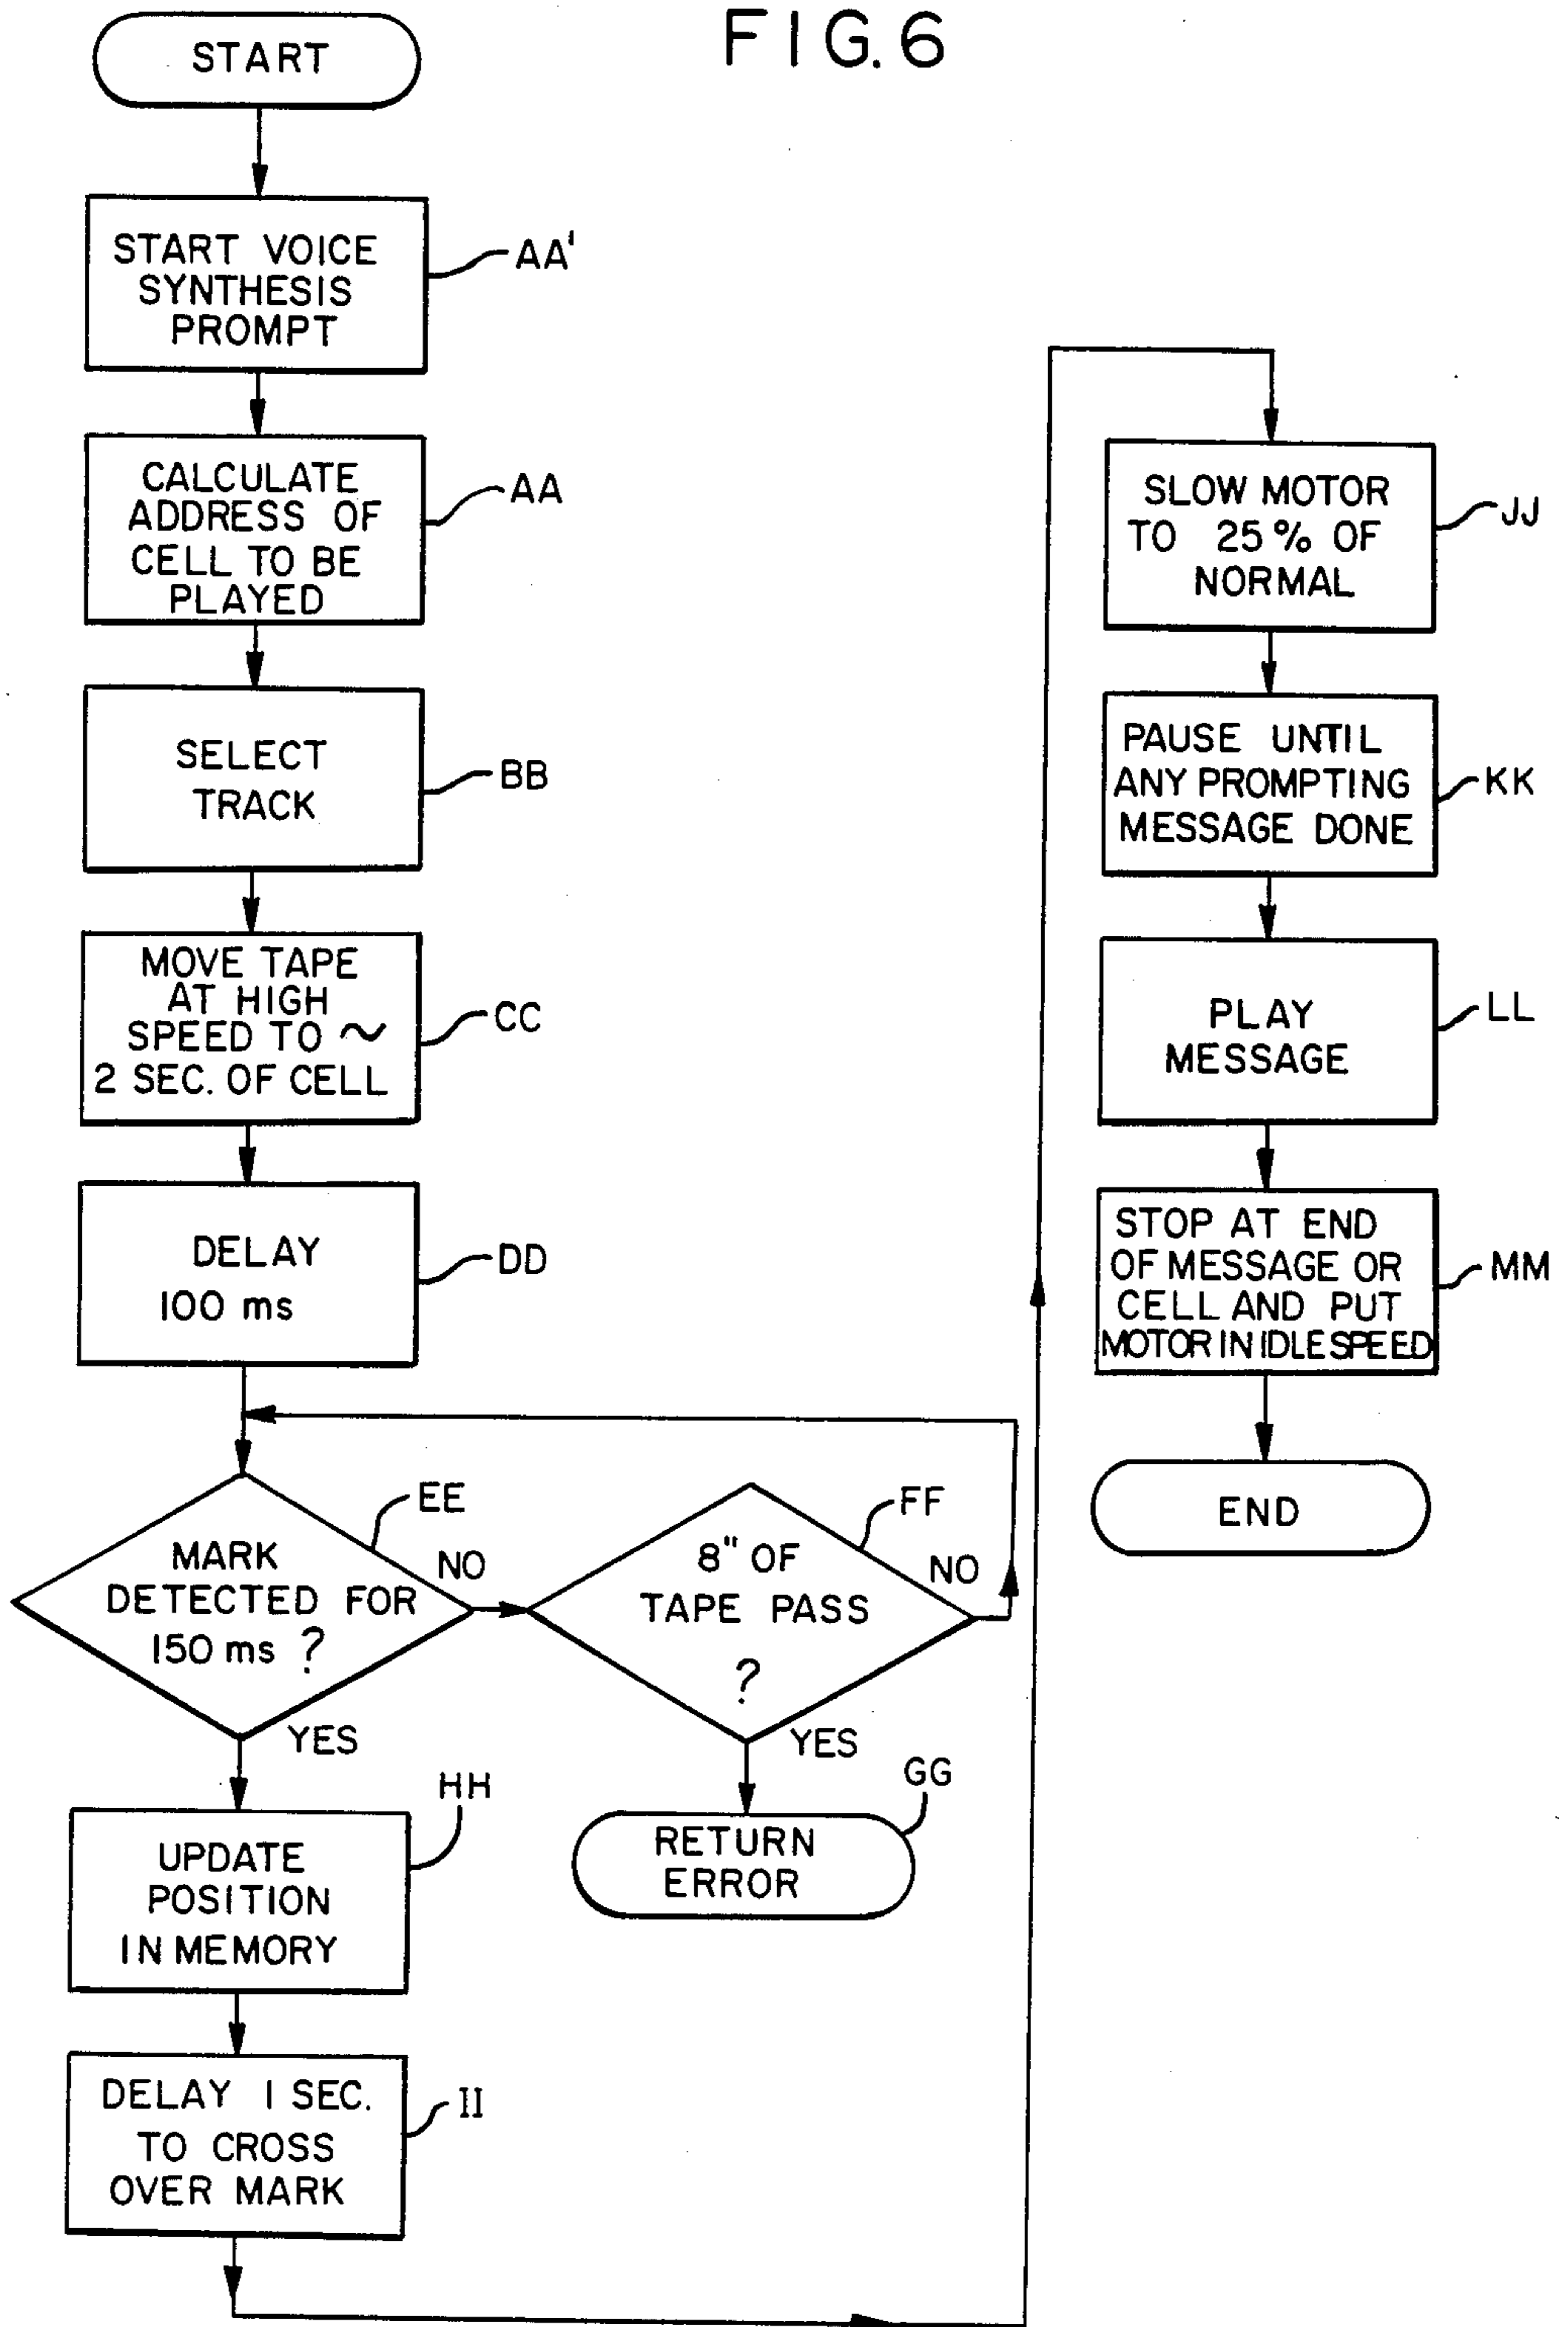 FIG. 6
START
START VOICE
SYNTHESIS
PROMPT
AA'
CALCULATE
ADDRESS OF
CELL TO BE
PLAYED
AA
SELECT
TRACK
BB
MOVE TAPE
AT HIGH
SPEED TO ~
2 SEC. OF CELL
CC
DELAY
100 ms
DD
MARK
DETECTED FOR
150 ms ?
EE
NO
YES
8" OF
TAPE PASS
?
FF
NO
YES
RETURN
ERROR
GG
UPDATE
POSITION
IN MEMORY
HH
DELAY 1 SEC.
TO CROSS
OVER MARK
II
SLOW MOTOR
TO 25% OF
NORMAL
JJ
PAUSE UNTIL
ANY PROMPTING
MESSAGE DONE
KK
PLAY
MESSAGE
LL
STOP AT END
OF MESSAGE OR
CELL AND PUT
MOTOR IN IDLE SPEED
MM
END